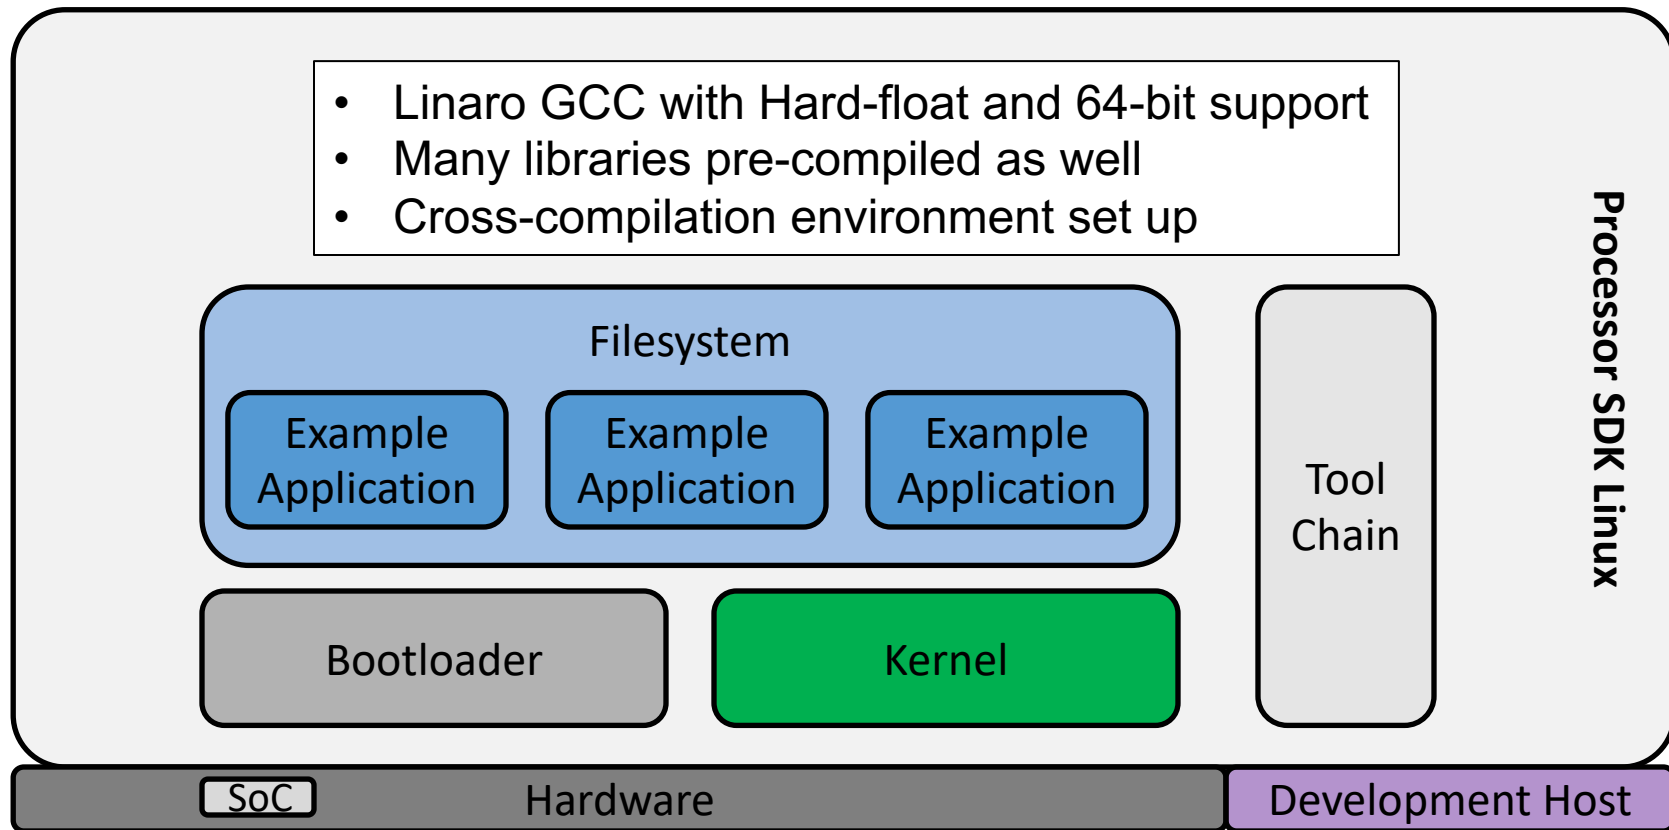 • Linaro GCC with Hard-float and 64-bit support
• Many libraries pre-compiled as well
• Cross-compilation environment set up
Filesystem
Example
Application
Example
Application
Example
Application
Tool
Chain
Processor SDK Linux
Bootloader
Kernel
SoC
Hardware
Development Host